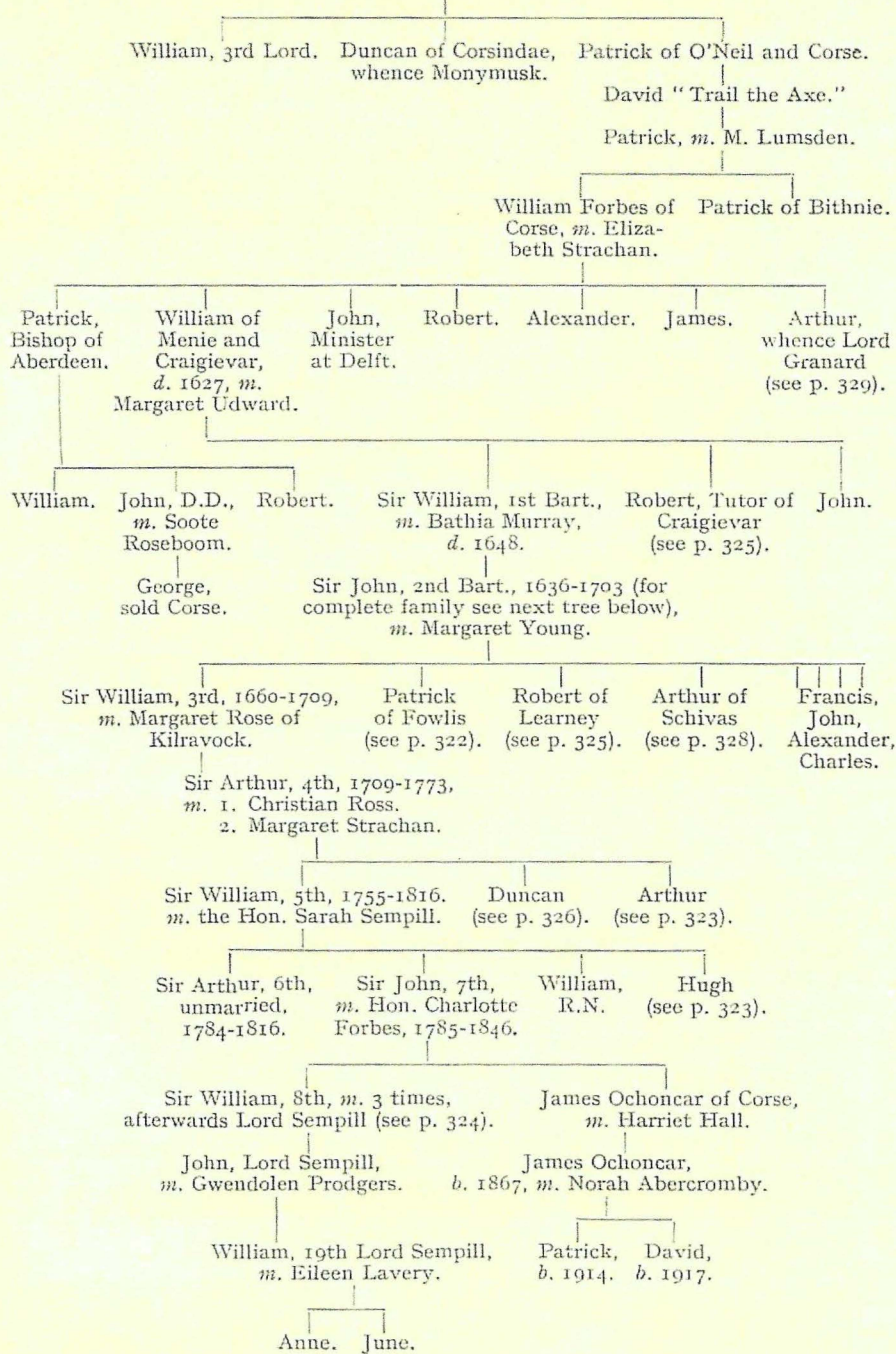 William, 3rd Lord. Duncan of Corsindae, Patrick of O'Neil and Corse.
whence Monymusk.
David "Trail the Axe."
Patrick, m. M. Lumsden.
William Forbes of Patrick of Bithnie.
Corse, m. Eliza-
beth Strachan.
Patrick, William of John, Robert. Alexander. James. Arthur,
Bishop of Menie and Minister whence Lord
Aberdeen. Craigievar, at Delft. Granard
d. 1627, m. (see p. 329).
Margaret Udward.
William. John, D.D., Robert. Sir William, 1st Bart., Robert, Tutor of John.
m. Soote m. Bathia Murray, Craigievar
Roseboom. d. 1648. (see p. 325).
George, Sir John, 2nd Bart., 1636-1703 (for
sold Corse. complete family see next tree below),
m. Margaret Young.
Sir William, 3rd, 1660-1709, Patrick Robert of Arthur of Francis,
m. Margaret Rose of of Fowlis Learney Schivas John,
Kilravock. (see p. 322). (see p. 325). (see p. 328). Alexander,
Charles.
Sir Arthur, 4th, 1709-1773,
m. 1. Christian Ross.
2. Margaret Strachan.
Sir William, 5th, 1755-1816. Duncan Arthur
m. the Hon. Sarah Sempill. (see p. 326). (see p. 323).
Sir Arthur, 6th, Sir John, 7th, William, Hugh
unmarried, m. Hon. Charlotte R.N. (see p. 323).
1784-1816. Forbes, 1785-1846.
Sir William, 8th, m. 3 times, James Ochoncar of Corse,
afterwards Lord Sempill (see p. 324). m. Harriet Hall.
John, Lord Sempill, James Ochoncar,
m. Gwendolen Prodgers. b. 1867, m. Norah Abercromby.
William, 19th Lord Sempill, Patrick, David,
m. Eileen Lavery. b. 1914. b. 1917.
Anne. June.